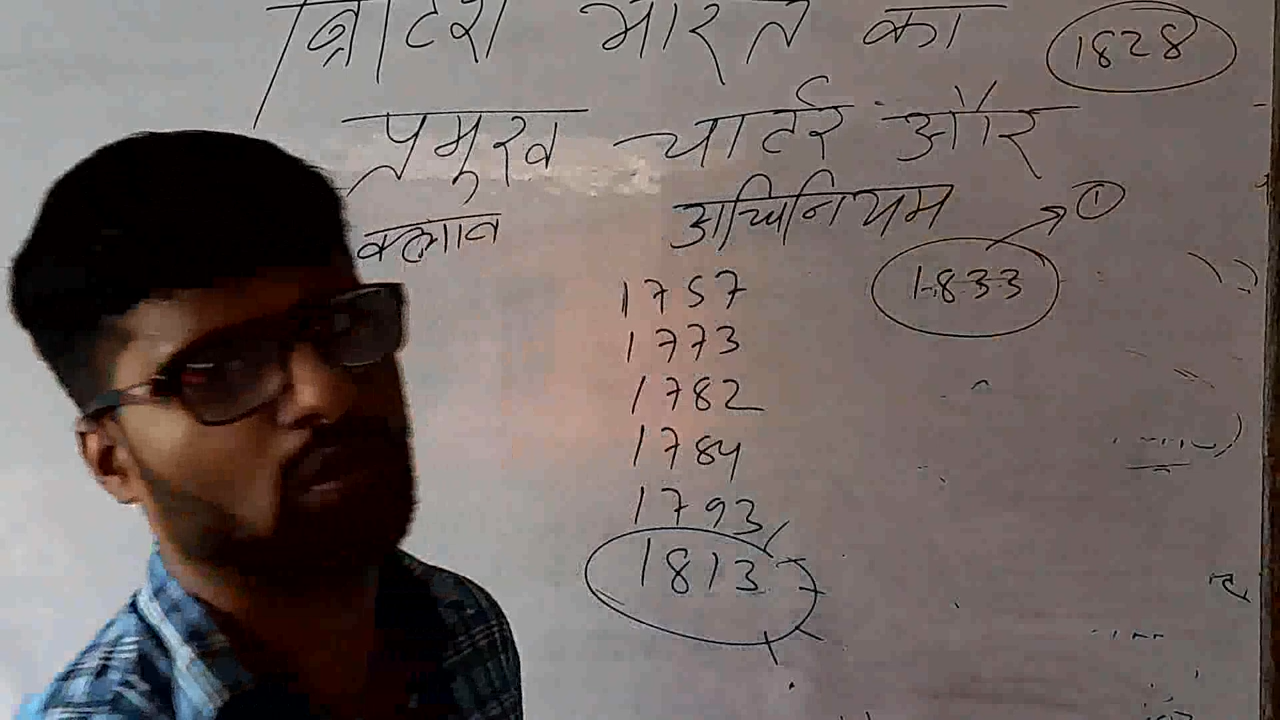 ब्रिटिश भारत का 1828
प्रमुख चार्टर और
क्लाव अधिनियम ①
1757 1833
1773
1782
1784
1793
1813